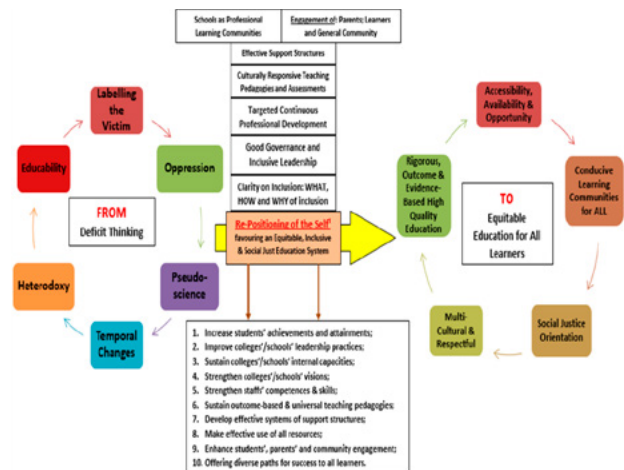 Schools as Professional
Learning Communities
Engagement of: Parents; Learners
and General Community
Effective Support Structures
Culturally Responsive Teaching
Pedagogies and Assessments
Targeted Continuous
Professional Development
Good Governance and
Inclusive Leadership
Clarity on Inclusion: WHAT,
HOW and WHY of inclusion
Re-Positioning of the Self¹
favouring an Equitable, Inclusive
& Social Just Education System
Labelling
the
Victim
Oppression
Pseudo-
science
Temporal
Changes
Heterodoxy
Educability
FROM
Deficit Thinking
Accessibility,
Availability &
Opportunity
Conducive
Learning
Communities
for ALL
Social Justice
Orientation
Multi-
Cultural &
Respectful
Rigorous,
Outcome &
Evidence-
Based High
Quality
Education
TO
Equitable
Education for All
Learners
1. Increase students' achievements and attainments;
2. Improve colleges'/schools' leadership practices;
3. Sustain colleges'/schools' internal capacities;
4. Strengthen colleges'/schools' visions;
5. Strengthen staffs' competences & skills;
6. Sustain outcome-based & universal teaching pedagogies;
7. Develop effective systems of support structures;
8. Make effective use of all resources;
9. Enhance students', parents' and community engagement;
10. Offering diverse paths for success to all learners.